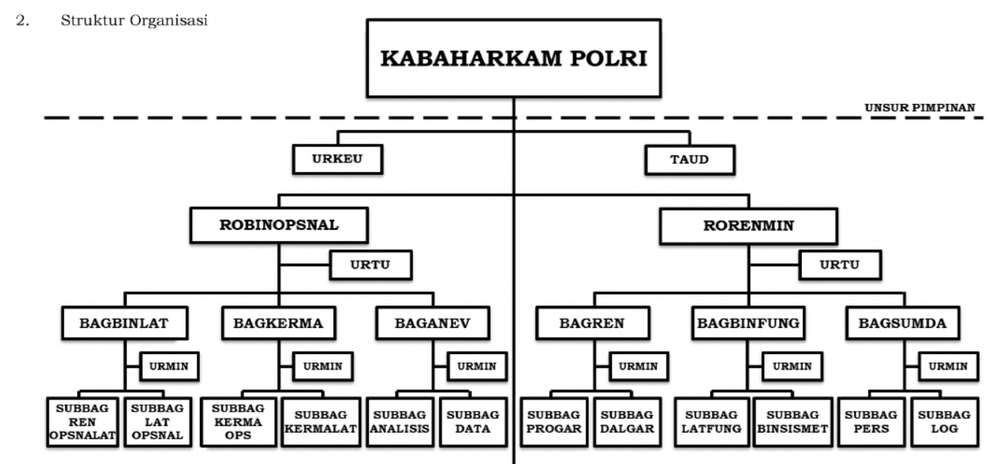 2. Struktur Organisasi
KABAHARKAM POLRI
UNSUR PIMPINAN
URKEU
TAUD
ROBINOPSNAL
RORENMIN
URTU
URTU
BAGBINLAT
BAGKERMA
BAGANEV
BAGREN
BAGBINFUNG
BAGSUMDA
URMIN
URMIN
URMIN
URMIN
URMIN
URMIN
SUBBAG
REN
OPSNALAT
SUBBAG
LAT
OPSNAL
SUBBAG
KERMA
OPS
SUBBAG
KERMALAT
SUBBAG
ANALISIS
SUBBAG
DATA
SUBBAG
PROGAR
SUBBAG
DALGAR
SUBBAG
LATFUNG
SUBBAG
BINSISMET
SUBBAG
PERS
SUBBAG
LOG